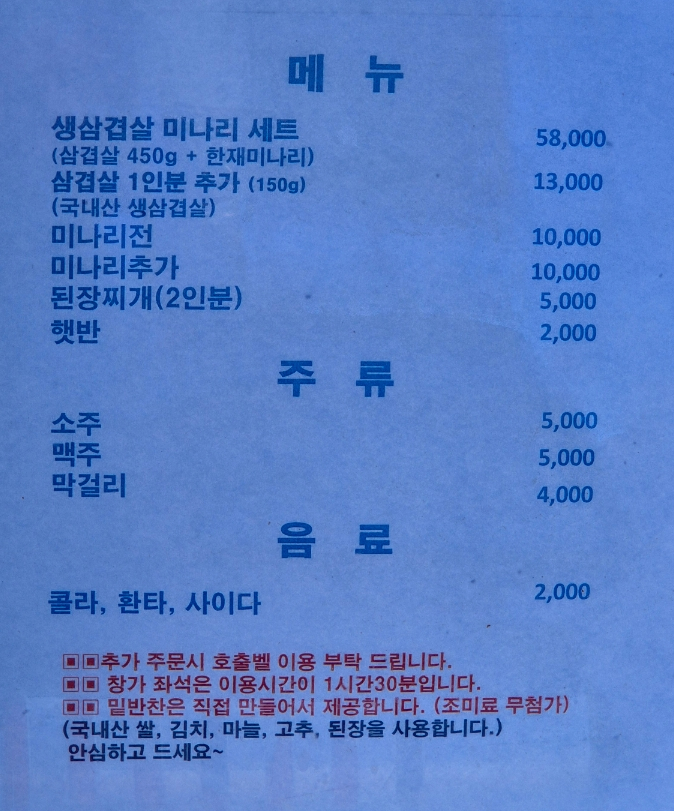 메 뉴
생삼겹살 미나리 세트 58,000
(삼겹살 450g + 한재미나리)
삼겹살 1인분 추가 (150g) 13,000
(국내산 생삼겹살)
미나리전 10,000
미나리추가 10,000
된장찌개(2인분) 5,000
햇반 2,000
주 류
소주 5,000
맥주 5,000
막걸리 4,000
음 료
콜라, 환타, 사이다 2,000
▣▣추가 주문시 호출벨 이용 부탁 드립니다.
▣▣ 창가 좌석은 이용시간이 1시간30분입니다.
▣▣ 밑반찬은 직접 만들어서 제공합니다. (조미료 무첨가)
(국내산 쌀, 김치, 마늘, 고추, 된장을 사용합니다.)
안심하고 드세요~